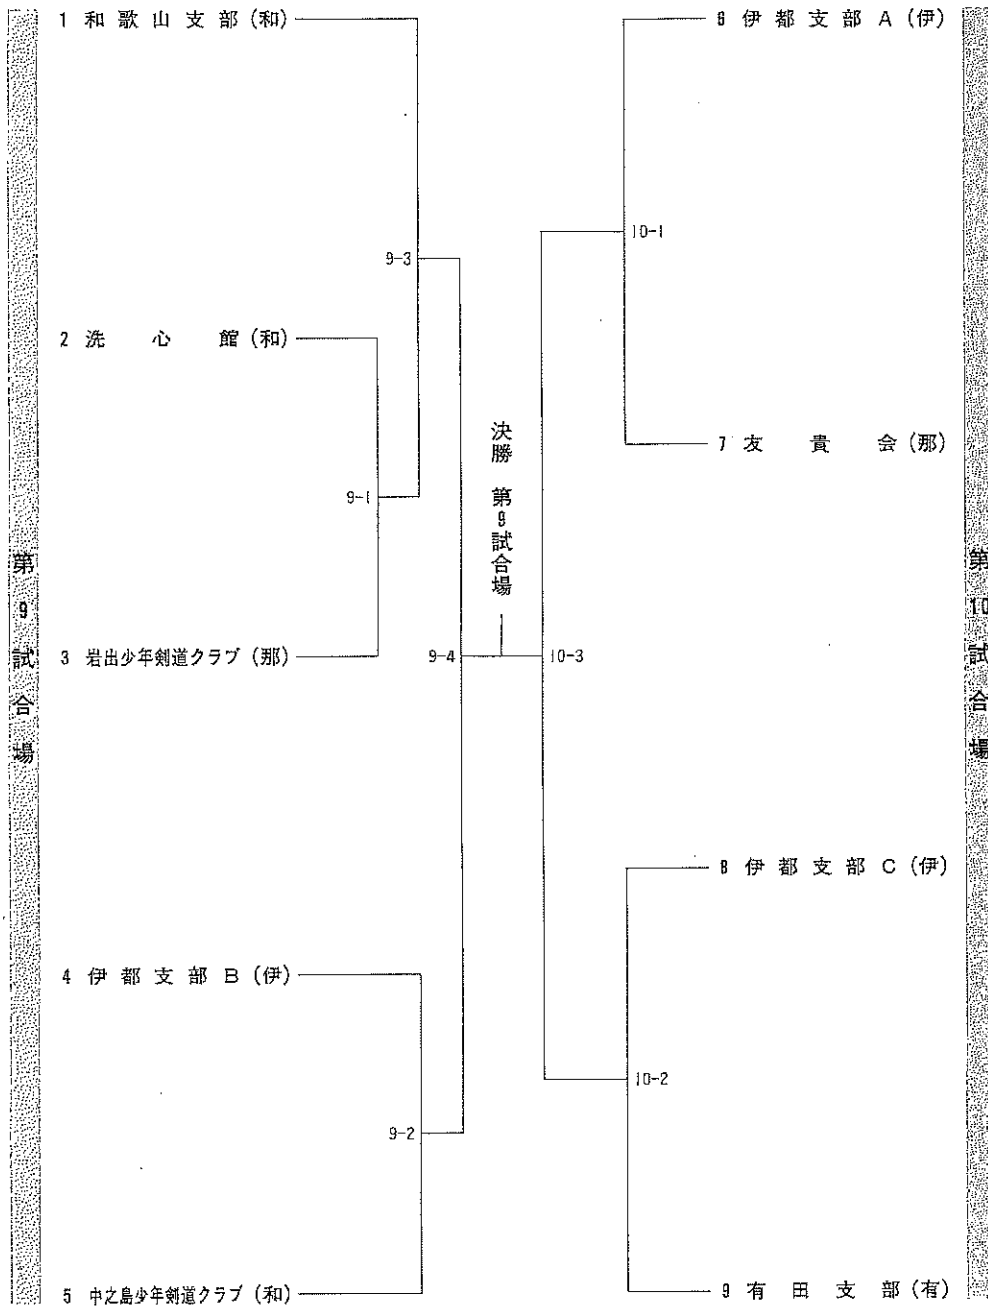 第9試合場
1 和歌山支部(和)
2 洗心館(和)
3 岩出少年剣道クラブ(那)
4 伊都支部B(伊)
5 中之島少年剣道クラブ(和)
9-3
9-1
9-4
9-2
決勝 第9試合場
10-1
10-3
10-2
6 伊都支部A(伊)
7 友貴会(那)
8 伊都支部C(伊)
9 有田支部(有)
第10試合場